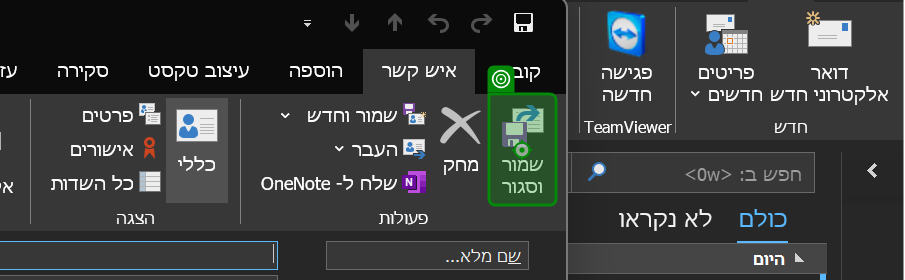 דואר
אלקטרוני חדש
פריטים
חדשים
חדש
פגישה
חדשה
TeamViewer
חפש ב: <0w>
כולם
לא נקראו
היום
איש קשר
הוספה
עיצוב טקסט
סקירה
שמור
וסגור
מחק
שמור וחדש
העבר
שלח ל- OneNote
פעולות
כללי
פרטים
אישורים
כל השדות
הצגה
שם מלא...